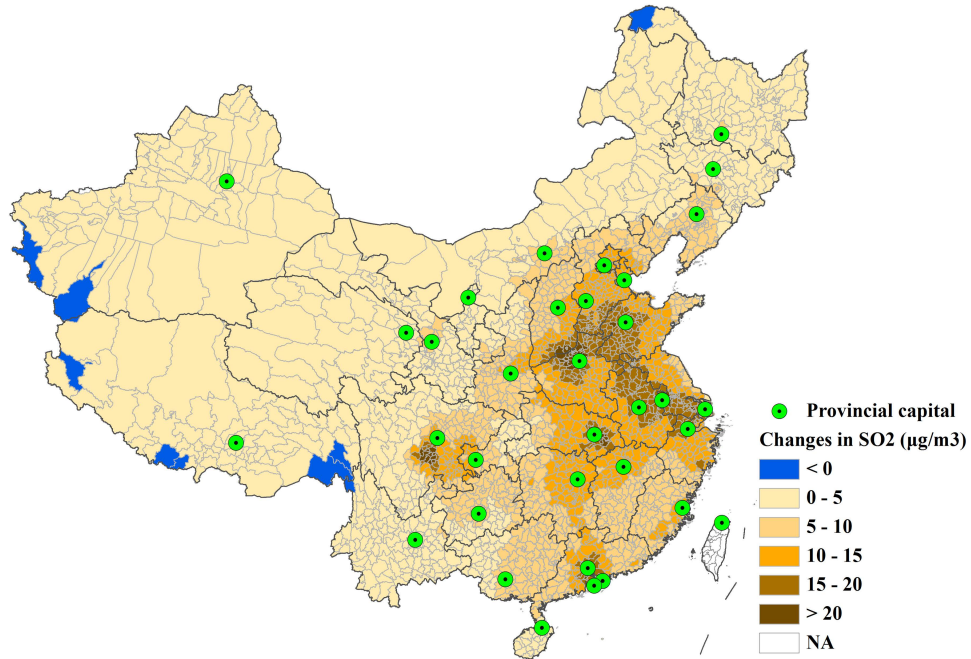 Provincial capital
Changes in SO2 (µg/m3)
< 0
0 - 5
5 - 10
10 - 15
15 - 20
> 20
NA